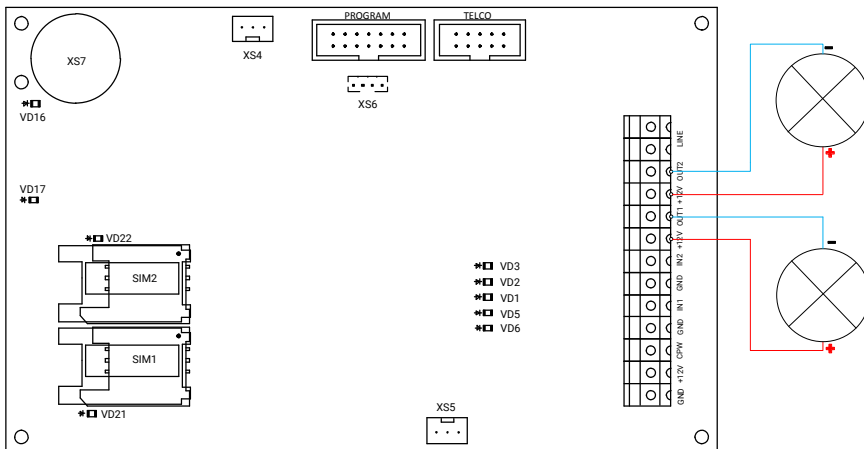 PROGRAM
TELCO
XS7
XS4
XS6
VD16
VD17
VD22
SIM2
SIM1
VD21
VD3
VD2
VD1
VD5
VD6
XS5
LINE
OUT2
+12V
OUT1
+12V
IN2
GND
IN1
GND
CPW
+12V
GND
-
+
-
+